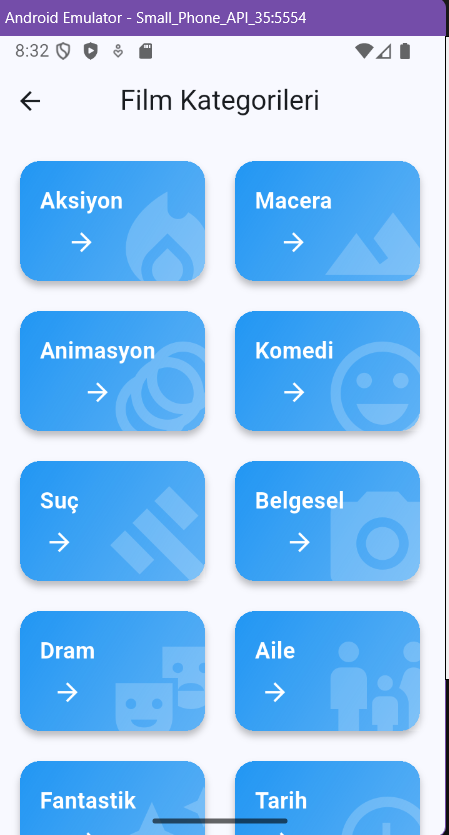 Android Emulator - Small_Phone_API_35:5554
8:32
Film Kategorileri
Aksiyon
Macera
Animasyon
Komedi
Suç
Belgesel
Dram
Aile
Fantastik
Tarih